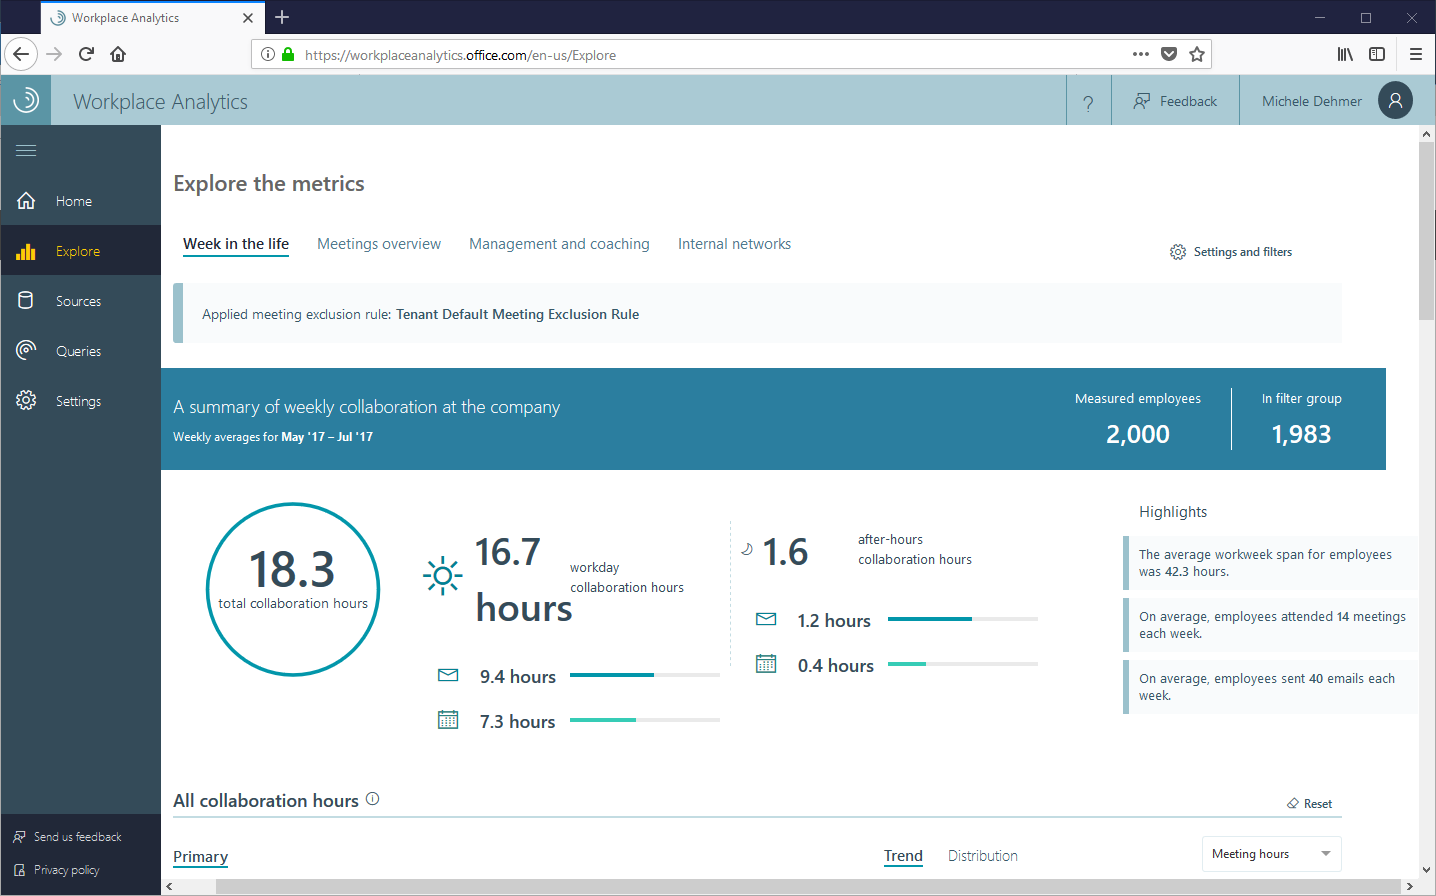 Workplace Analytics
https://workplaceanalytics.office.com/en-us/Explore
Workplace Analytics
?
Feedback
Michele Dehmer
Home
Explore
Sources
Queries
Settings
Send us feedback
Privacy policy
Explore the metrics
Week in the life
Meetings overview
Management and coaching
Internal networks
Settings and filters
Applied meeting exclusion rule: Tenant Default Meeting Exclusion Rule
A summary of weekly collaboration at the company
Weekly averages for May '17 – Jul '17
Measured employees
2,000
In filter group
1,983
18.3
total collaboration hours
16.7
hours
workday
collaboration hours
9.4 hours
7.3 hours
1.6
after-hours
collaboration hours
1.2 hours
0.4 hours
Highlights
The average workweek span for employees
was 42.3 hours.
On average, employees attended 14 meetings
each week.
On average, employees sent 40 emails each
week.
All collaboration hours
Reset
Primary
Trend
Distribution
Meeting hours